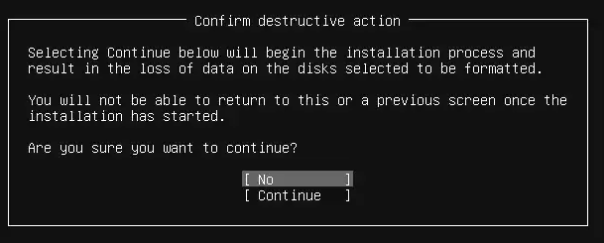 Confirm destructive action
Selecting Continue below will begin the installation process and
result in the loss of data on the disks selected to be formatted.
You will not be able to return to this or a previous screen once the
installation has started.
Are you sure you want to continue?
[ No ]
[ Continue ]